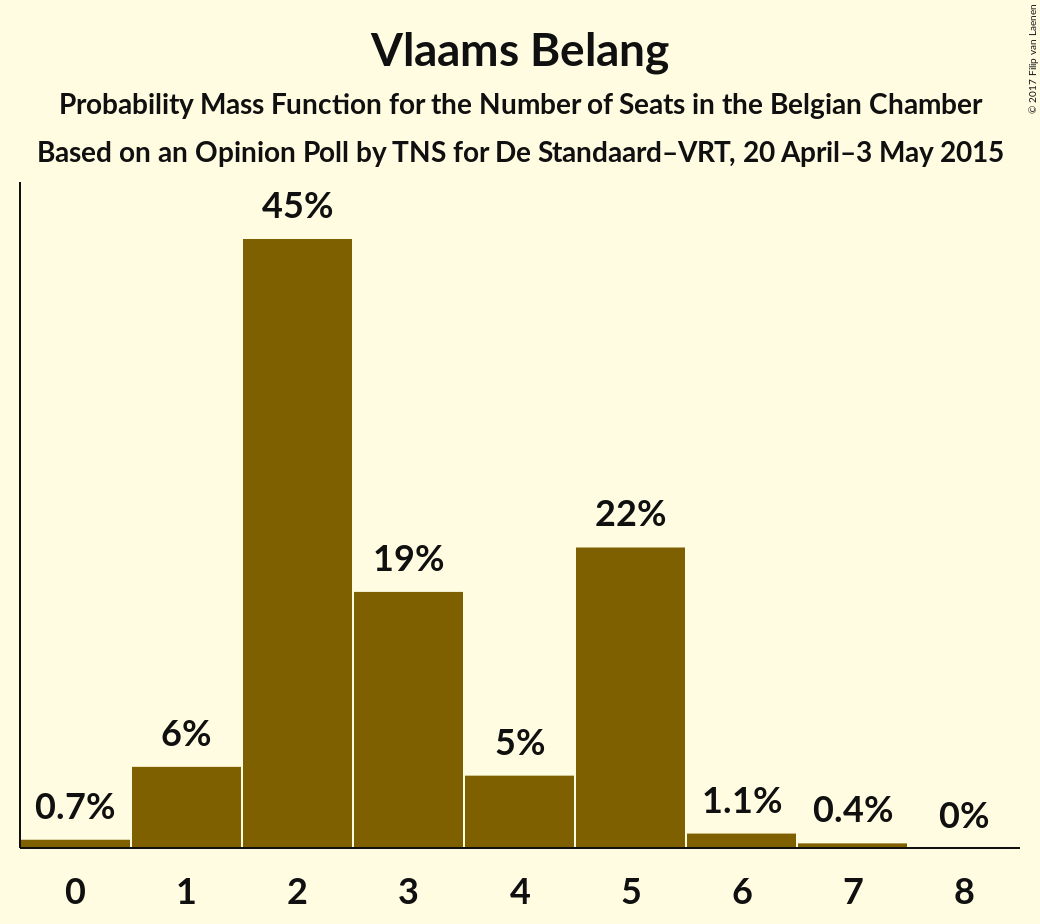 Vlaams Belang
Probability Mass Function for the Number of Seats in the Belgian Chamber
Based on an Opinion Poll by TNS for De Standaard–VRT, 20 April–3 May 2015
© 2017 Filip van Laenen
45%
22%
19%
6%
5%
0.7%
1.1%
0.4%
0%
0 1 2 3 4 5 6 7 8